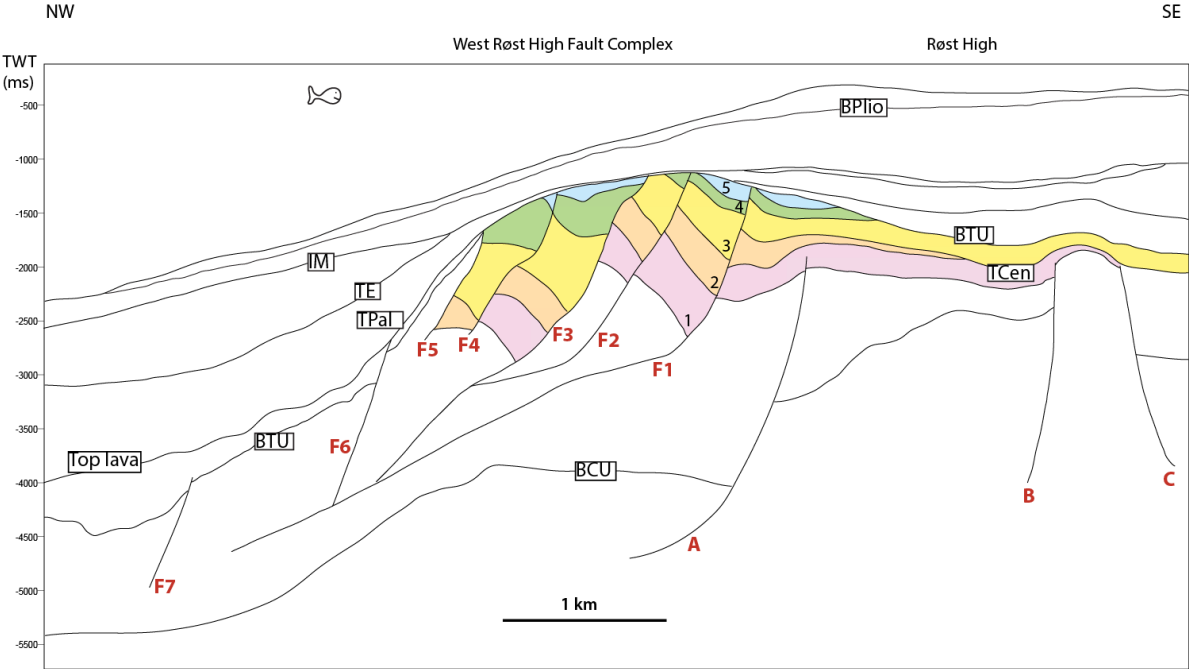 NW
SE
West Røst High Fault Complex
Røst High
TWT
(ms)
-500
-1000
-1500
-2000
-2500
-3000
-3500
-4000
-4500
-5000
-5500
BPlio
5
4
3
2
1
BTU
TCen
IM
TE
TPal
F5
F4
F3
F2
F1
F6
BTU
Top lava
BCU
F7
A
B
C
1 km